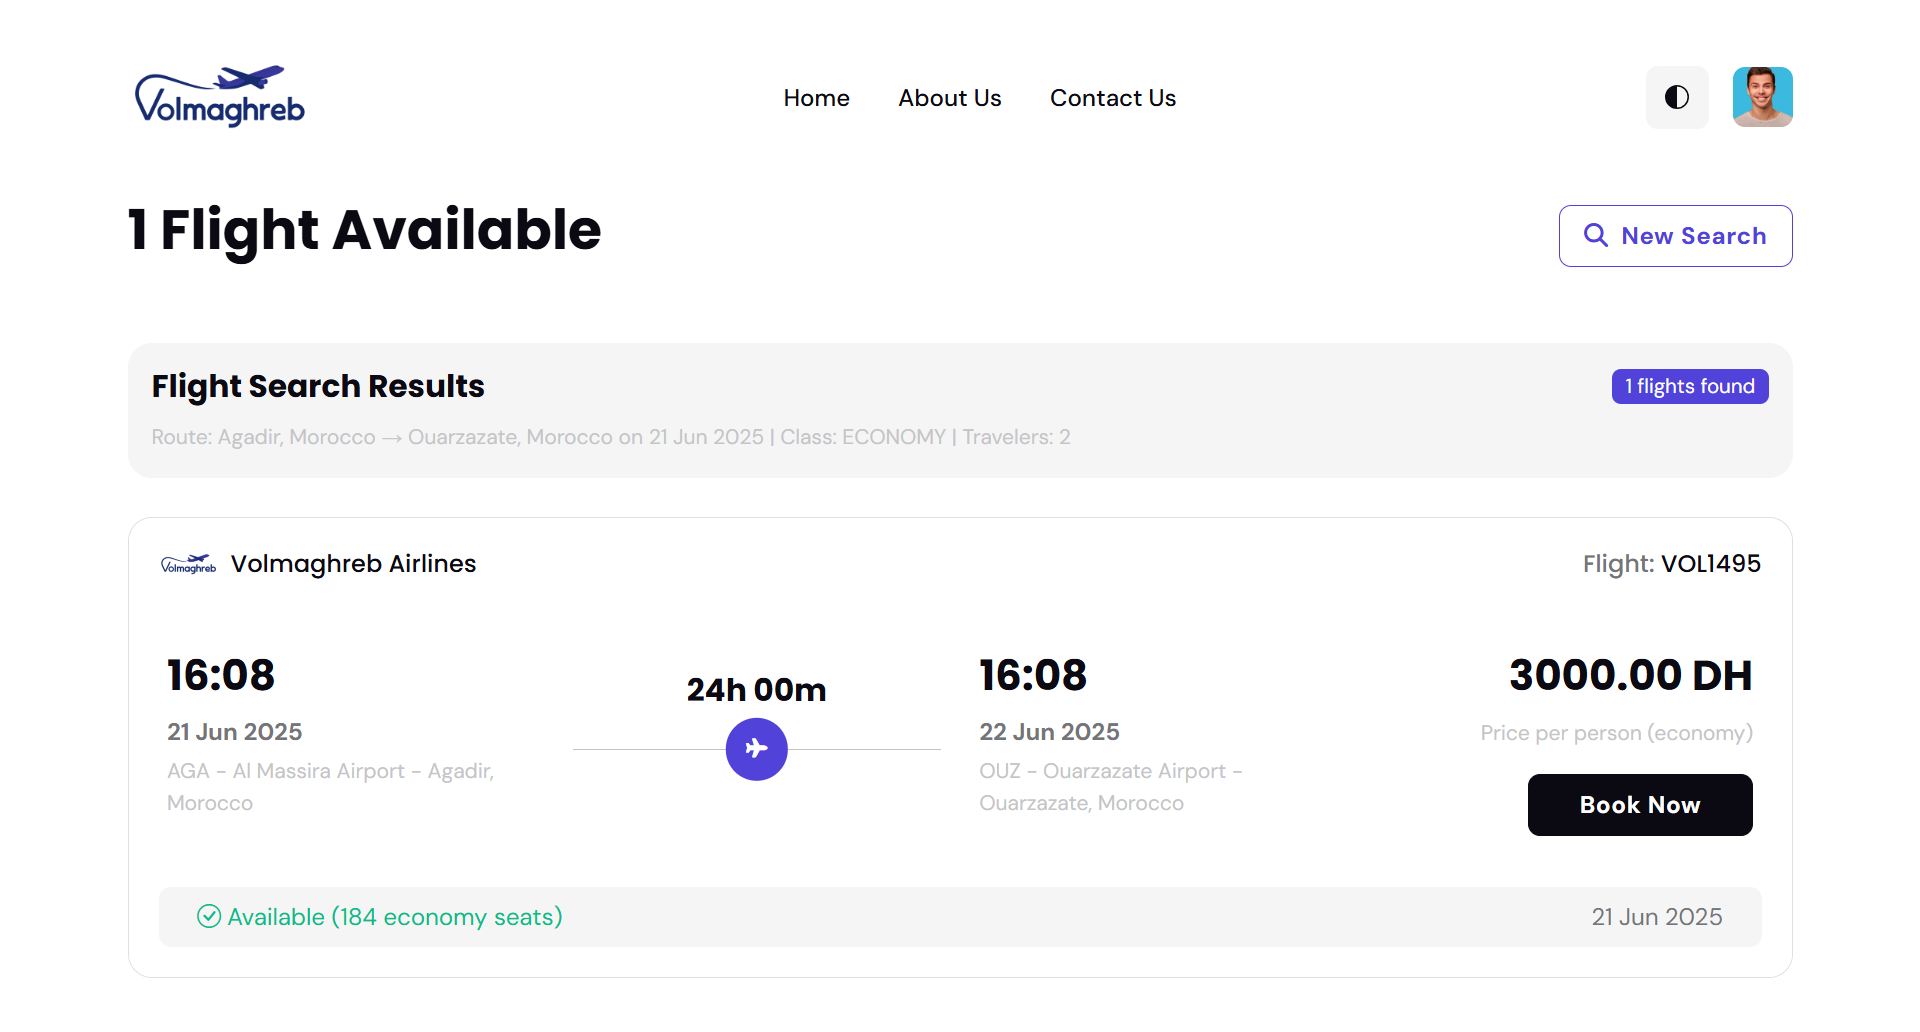 Volmaghreb
Home
About Us
Contact Us
1 Flight Available
New Search
Flight Search Results
1 flights found
Route: Agadir, Morocco → Ouarzazate, Morocco on 21 Jun 2025 | Class: ECONOMY | Travelers: 2
Volmaghreb
Volmaghreb Airlines
Flight: VOL1495
16:08
21 Jun 2025
AGA - Al Massira Airport - Agadir,
Morocco
24h 00m
16:08
22 Jun 2025
OUZ - Ouarzazate Airport -
Ouarzazate, Morocco
3000.00 DH
Price per person (economy)
Book Now
Available (184 economy seats)
21 Jun 2025